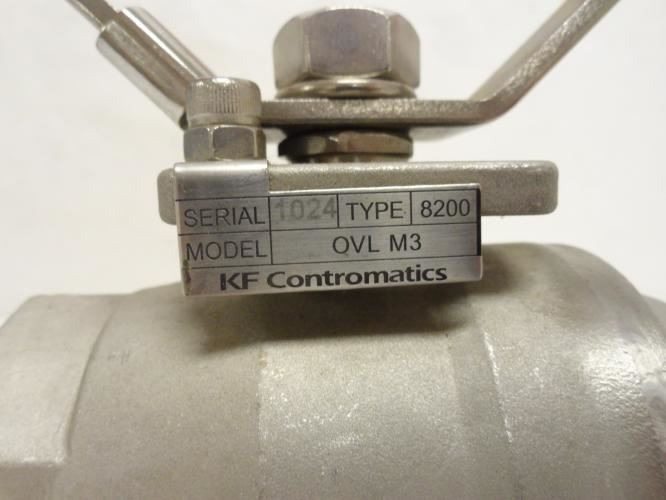 SERIAL 1024 TYPE 8200
MODEL OVL M3
KF Contromatics